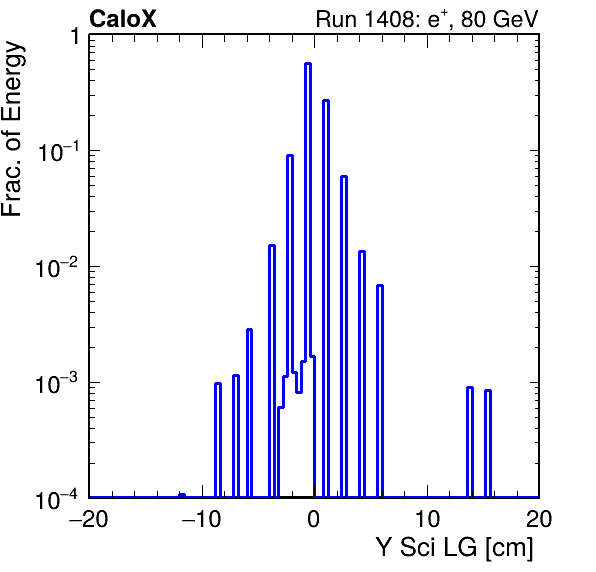 CaloX Run 1408: e⁺, 80 GeV
Frac. of Energy
1
10⁻¹
10⁻²
10⁻³
10⁻⁴
−20 −10 0 10 20
Y Sci LG [cm]